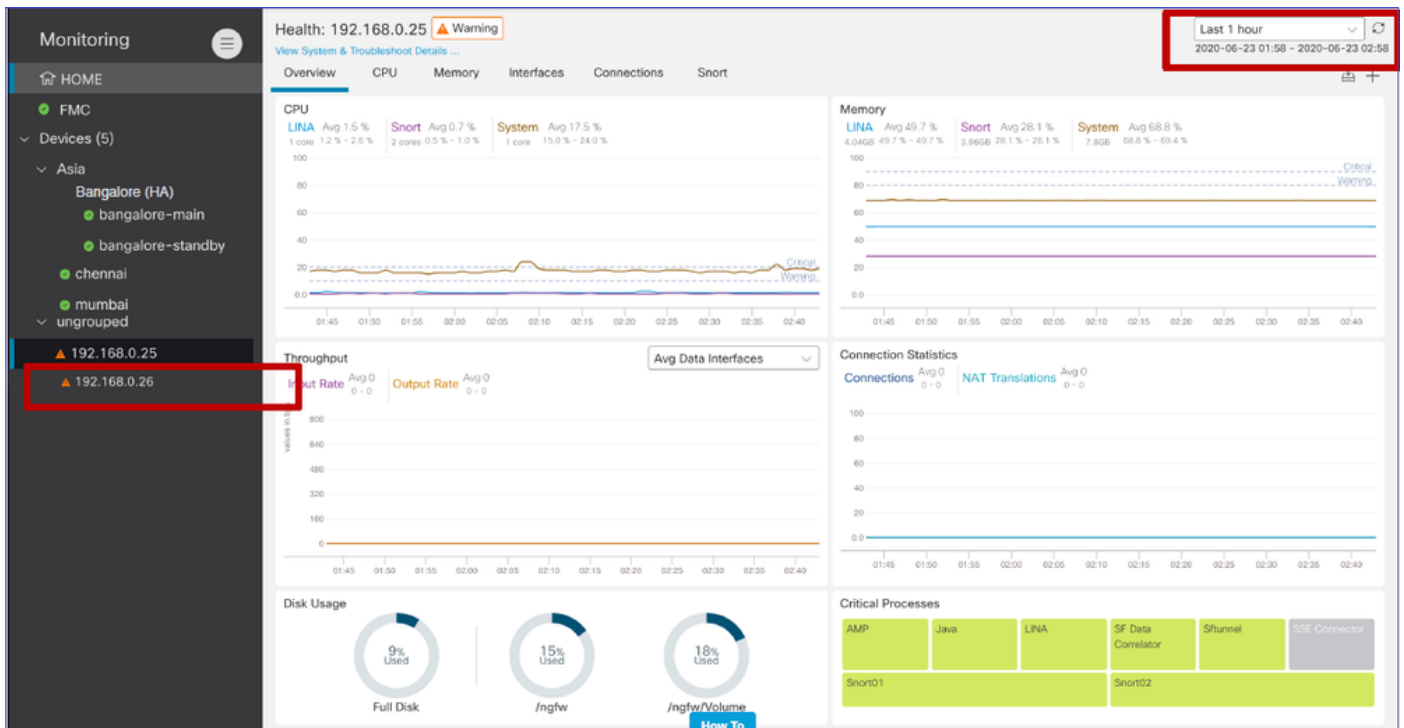 Monitoring
HOME
FMC
Devices (5)
Asia
Bangalore (HA)
bangalore-main
bangalore-standby
chennai
mumbai
ungrouped
192.168.0.25
192.168.0.26
Health: 192.168.0.25 Warning
View System & Troubleshoot Details ...
Last 1 hour
2020-06-23 01:58 - 2020-06-23 02:58
Overview CPU Memory Interfaces Connections Snort
CPU
LINA Avg 1.5 % Snort Avg 0.7 % System Avg 17.5 %
1 core 1.2 % - 2.6 % 2 cores 0.5 % - 1.0 % 1 core 15.0 % - 24.0 %
100
80
60
40
Critical
20
Warning
0.0
01:45 01:50 01:55 02:00 02:05 02:10 02:15 02:20 02:25 02:30 02:35 02:40
Memory
LINA Avg 49.7 % Snort Avg 28.1 % System Avg 68.8 %
4.04GB 49.7 % - 49.7 % 3.96GB 28.1 % - 28.1 % 7.8GB 68.8 % - 69.4 %
100
Critical
80
Warning
60
40
20
0.0
01:45 01:50 01:55 02:00 02:05 02:10 02:15 02:20 02:25 02:30 02:35 02:40
Throughput
Avg Data Interfaces
Input Rate Avg 0 Output Rate Avg 0
0 - 0 0 - 0
values in
800
640
480
320
160
0
01:45 01:50 01:55 02:00 02:05 02:10 02:15 02:20 02:25 02:30 02:35 02:40
Connection Statistics
Connections Avg 0 NAT Translations Avg 0
0 - 0 0 - 0
100
80
60
40
20
0.0
01:45 01:50 01:55 02:00 02:05 02:10 02:15 02:20 02:25 02:30 02:35 02:40
Disk Usage
9%
Used
Full Disk
15%
Used
/ngfw
18%
Used
/ngfw/Volume
How To
Critical Processes
AMP
Java
LINA
SF Data
Correlator
Sftunnel
SSE Connector
Snort01
Snort02